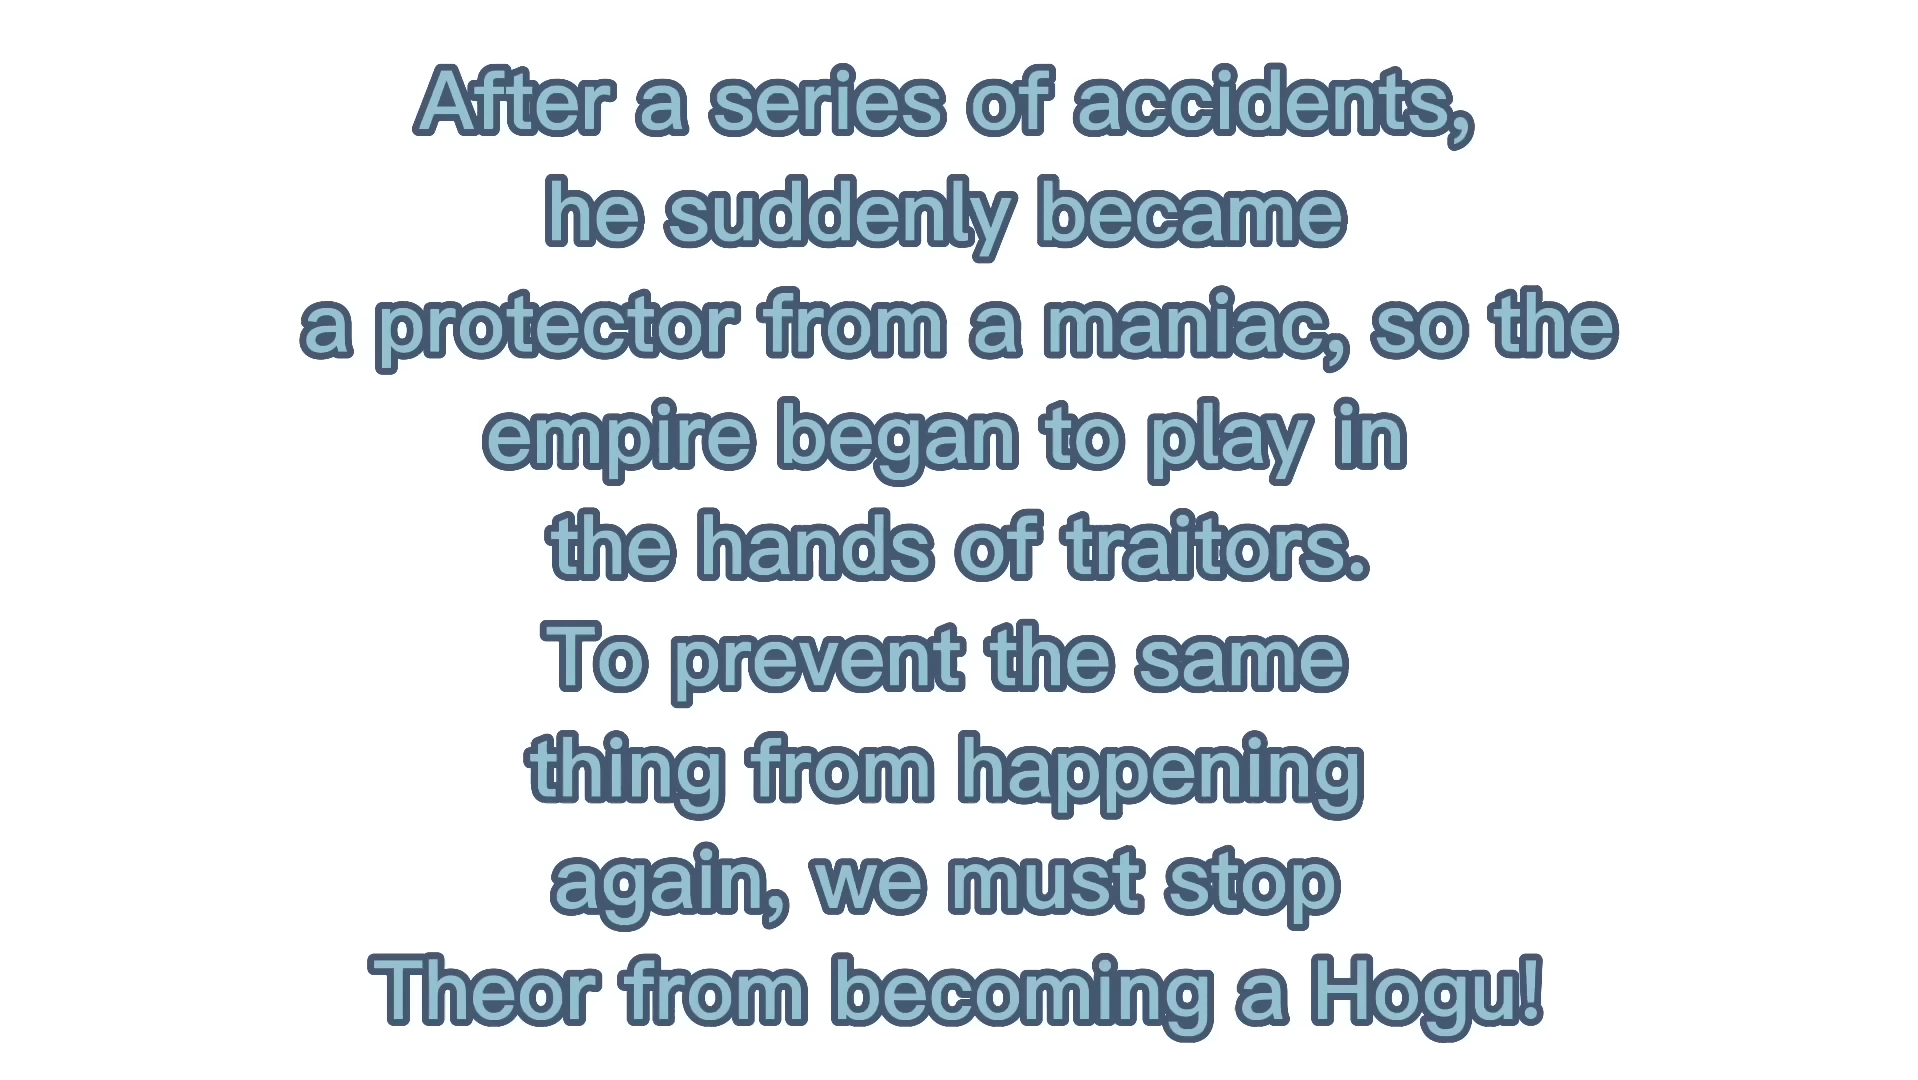 After a series of accidents,
he suddenly became
a protector from a maniac, so the
empire began to play in
the hands of traitors.
To prevent the same
thing from happening
again, we must stop
Theor from becoming a Hogu!